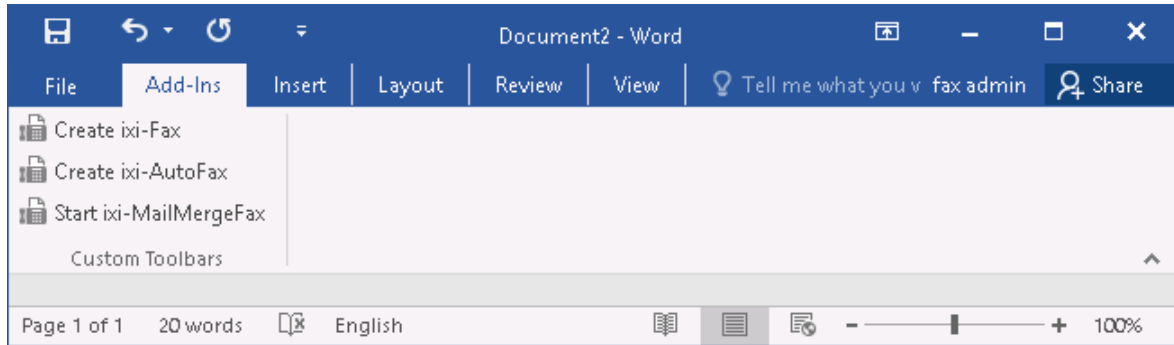 Document2 - Word
File Add-Ins Insert Layout Review View Tell me what you v fax admin Share
Create ixi-Fax
Create ixi-AutoFax
Start ixi-MailMergeFax
Custom Toolbars
Page 1 of 1 20 words English 100%